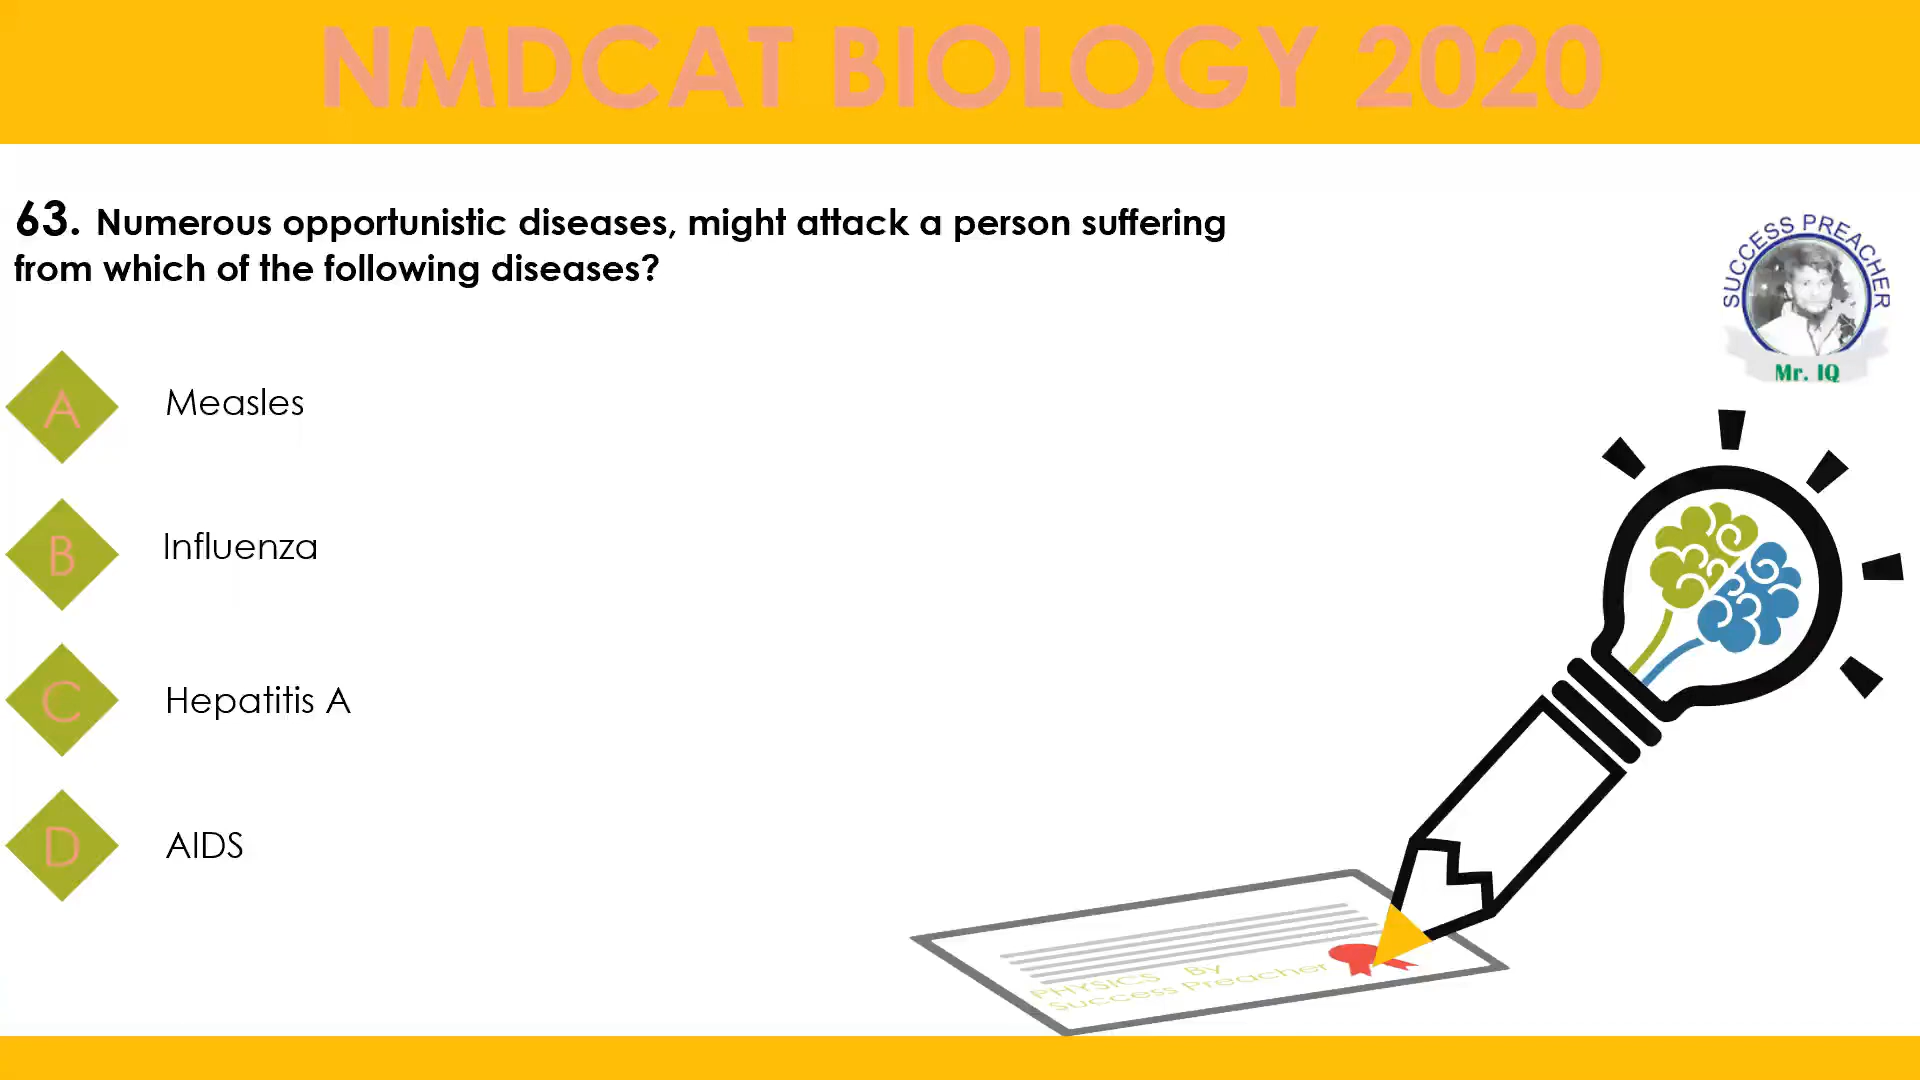 NMDCAT BIOLOGY 2020
63. Numerous opportunistic diseases, might attack a person suffering
from which of the following diseases?
SUCCESS PREACHER
Mr. IQ
A Measles
B Influenza
C Hepatitis A
D AIDS
PHYSICS By
Success Preacher